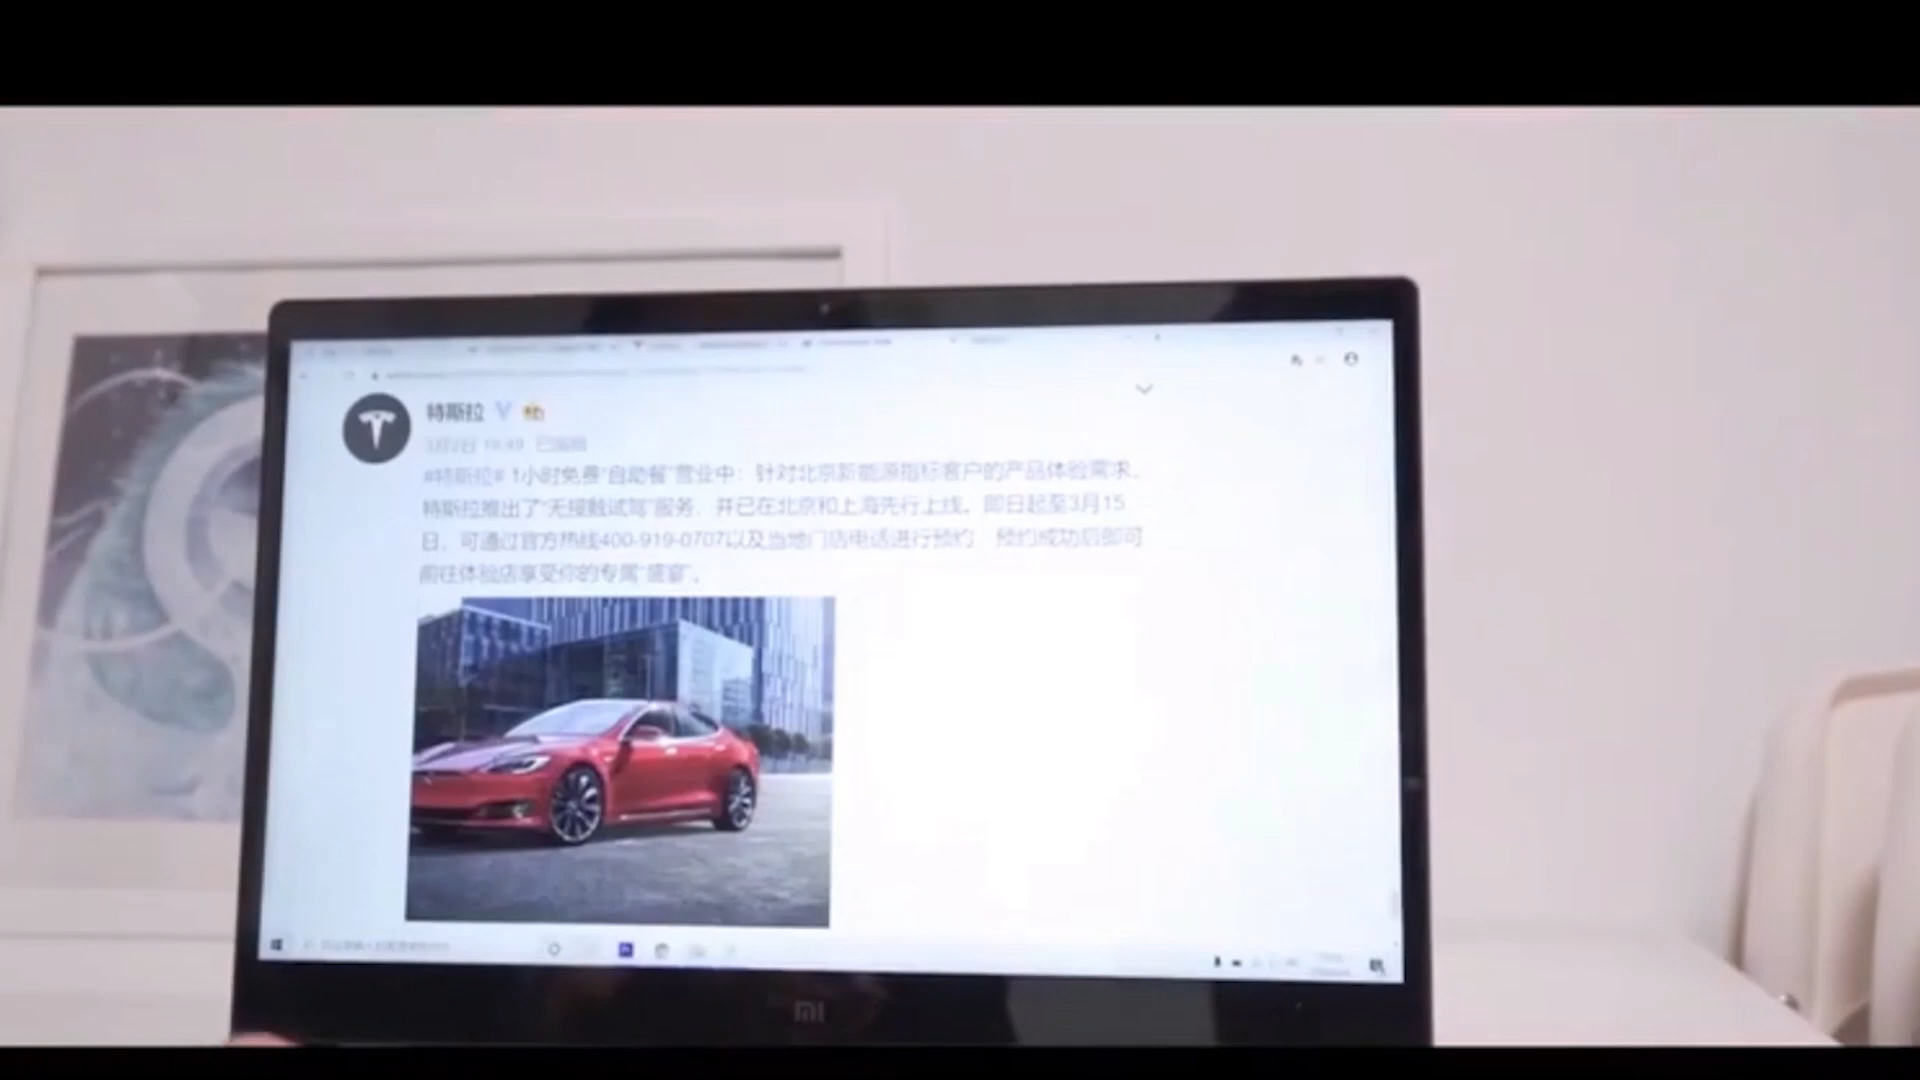 特斯拉
#特斯拉# 1小时免费“自助餐”营业中：针对北京新能源指标客户的产品体验需求，
特斯拉推出了“无接触试驾”服务，并已在北京和上海先行上线。即日起至3月15
日，可通过官方热线400-919-0707以及当地门店电话进行预约，预约成功后即可
前往体验店享受你的专属“盛宴”。
mi